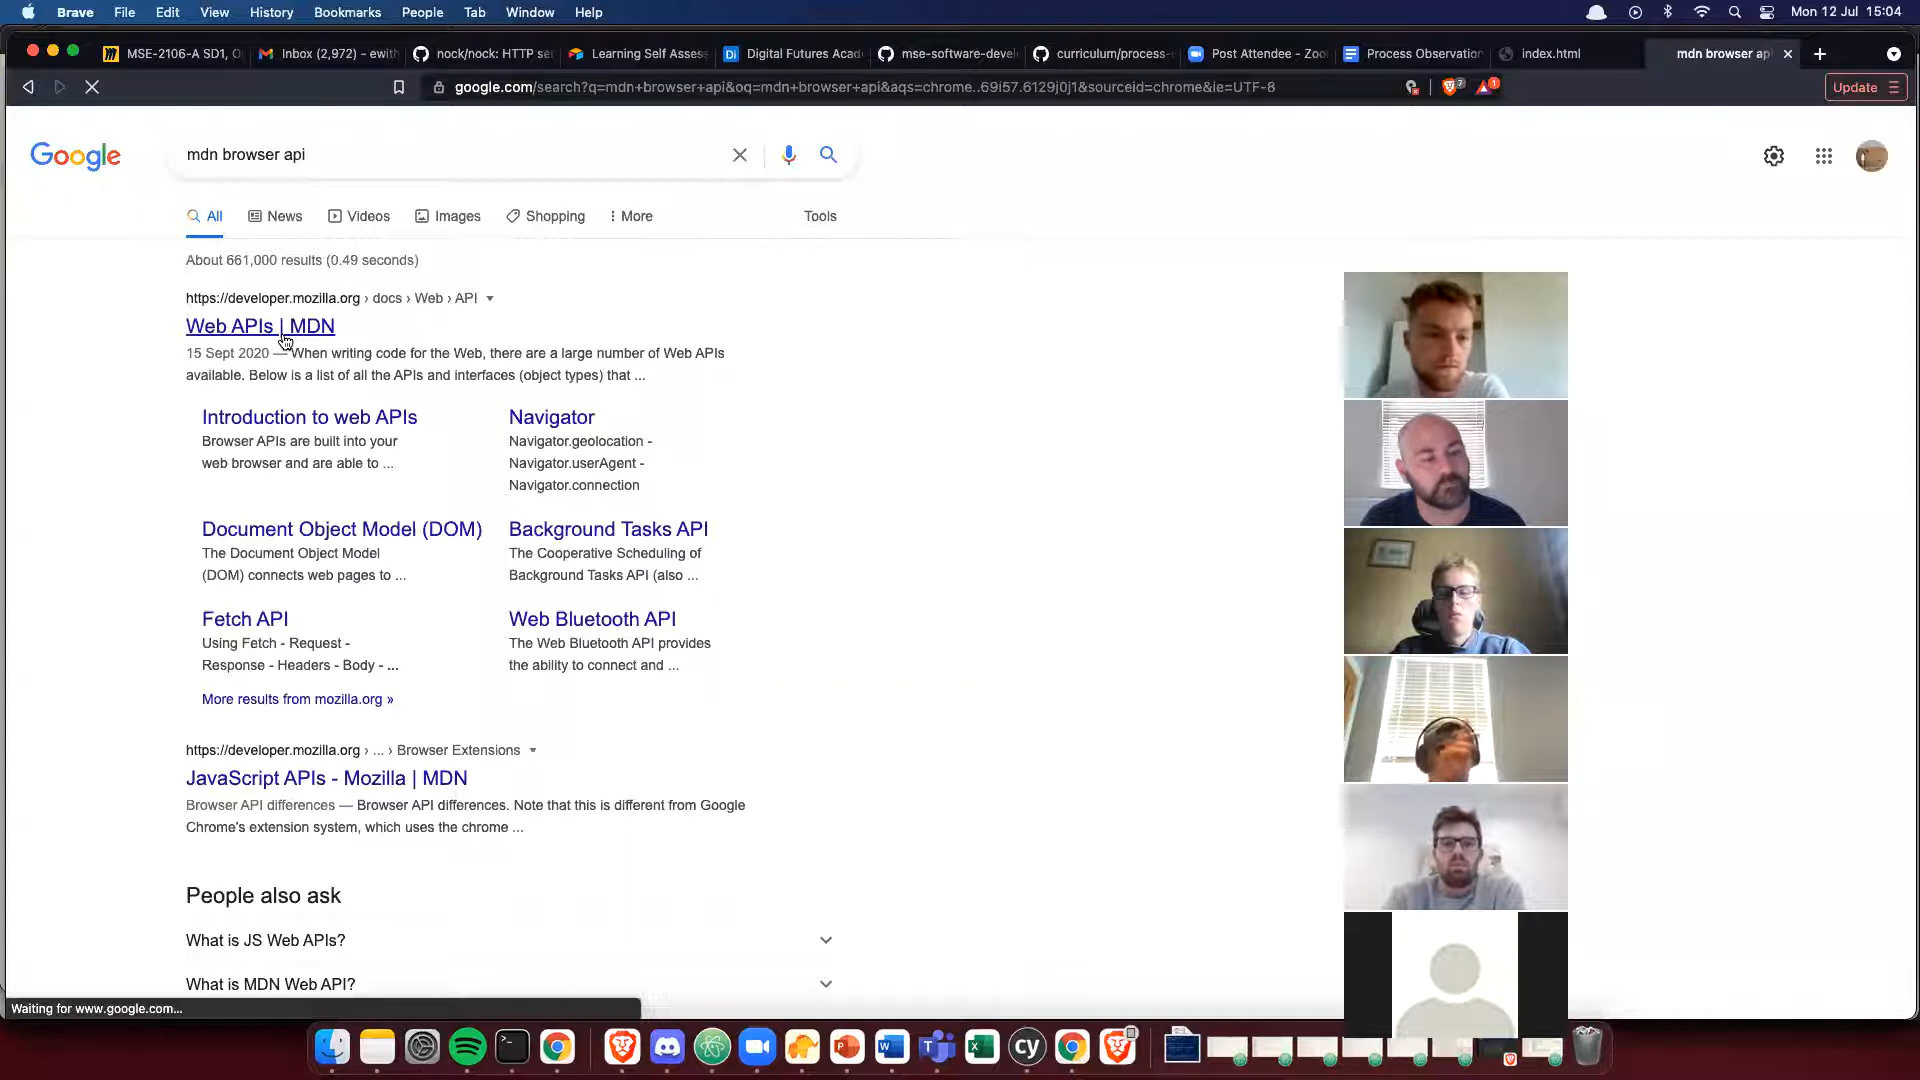 Brave File Edit View History Bookmarks People Tab Window Help Mon 12 Jul 15:04
MSE-2106-A SD1, O Inbox (2,972) - ewith nock/nock: HTTP se Learning Self Assess Digital Futures Aca mse-software-devel curriculum/process- Post Attendee - Zoo Process Observation index.html mdn browser ap
google.com/search?q=mdn+browser+api&oq=mdn+browser+api&aqs=chrome..69i57.6129j0j1&sourceid=chrome&ie=UTF-8 7 1 Update
Google mdn browser api
All News Videos Images Shopping More Tools
About 661,000 results (0.49 seconds)
https://developer.mozilla.org › docs › Web › API
Web APIs | MDN
15 Sept 2020 — When writing code for the Web, there are a large number of Web APIs
available. Below is a list of all the APIs and interfaces (object types) that ...
Introduction to web APIs
Browser APIs are built into your
web browser and are able to ...
Navigator
Navigator.geolocation -
Navigator.userAgent -
Navigator.connection
Document Object Model (DOM)
The Document Object Model
(DOM) connects web pages to ...
Background Tasks API
The Cooperative Scheduling of
Background Tasks API (also ...
Fetch API
Using Fetch - Request -
Response - Headers - Body - ...
Web Bluetooth API
The Web Bluetooth API provides
the ability to connect and ...
More results from mozilla.org »
https://developer.mozilla.org › ... › Browser Extensions
JavaScript APIs - Mozilla | MDN
Browser API differences — Browser API differences. Note that this is different from Google
Chrome's extension system, which uses the chrome ...
People also ask
What is JS Web APIs?
What is MDN Web API?
Waiting for www.google.com...